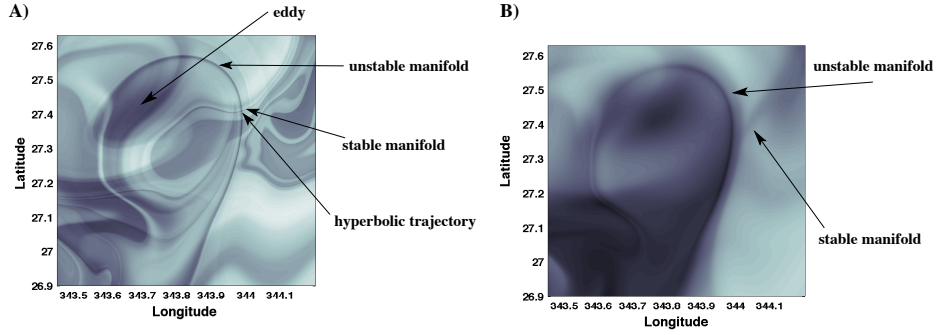 A)
eddy
unstable manifold
stable manifold
hyperbolic trajectory
Latitude
27.6
27.5
27.4
27.3
27.2
27.1
27
26.9
343.5 343.6 343.7 343.8 343.9 344 344.1
Longitude
B)
unstable manifold
stable manifold
Latitude
27.6
27.5
27.4
27.3
27.2
27.1
27
26.9
343.5 343.6 343.7 343.8 343.9 344 344.1
Longitude